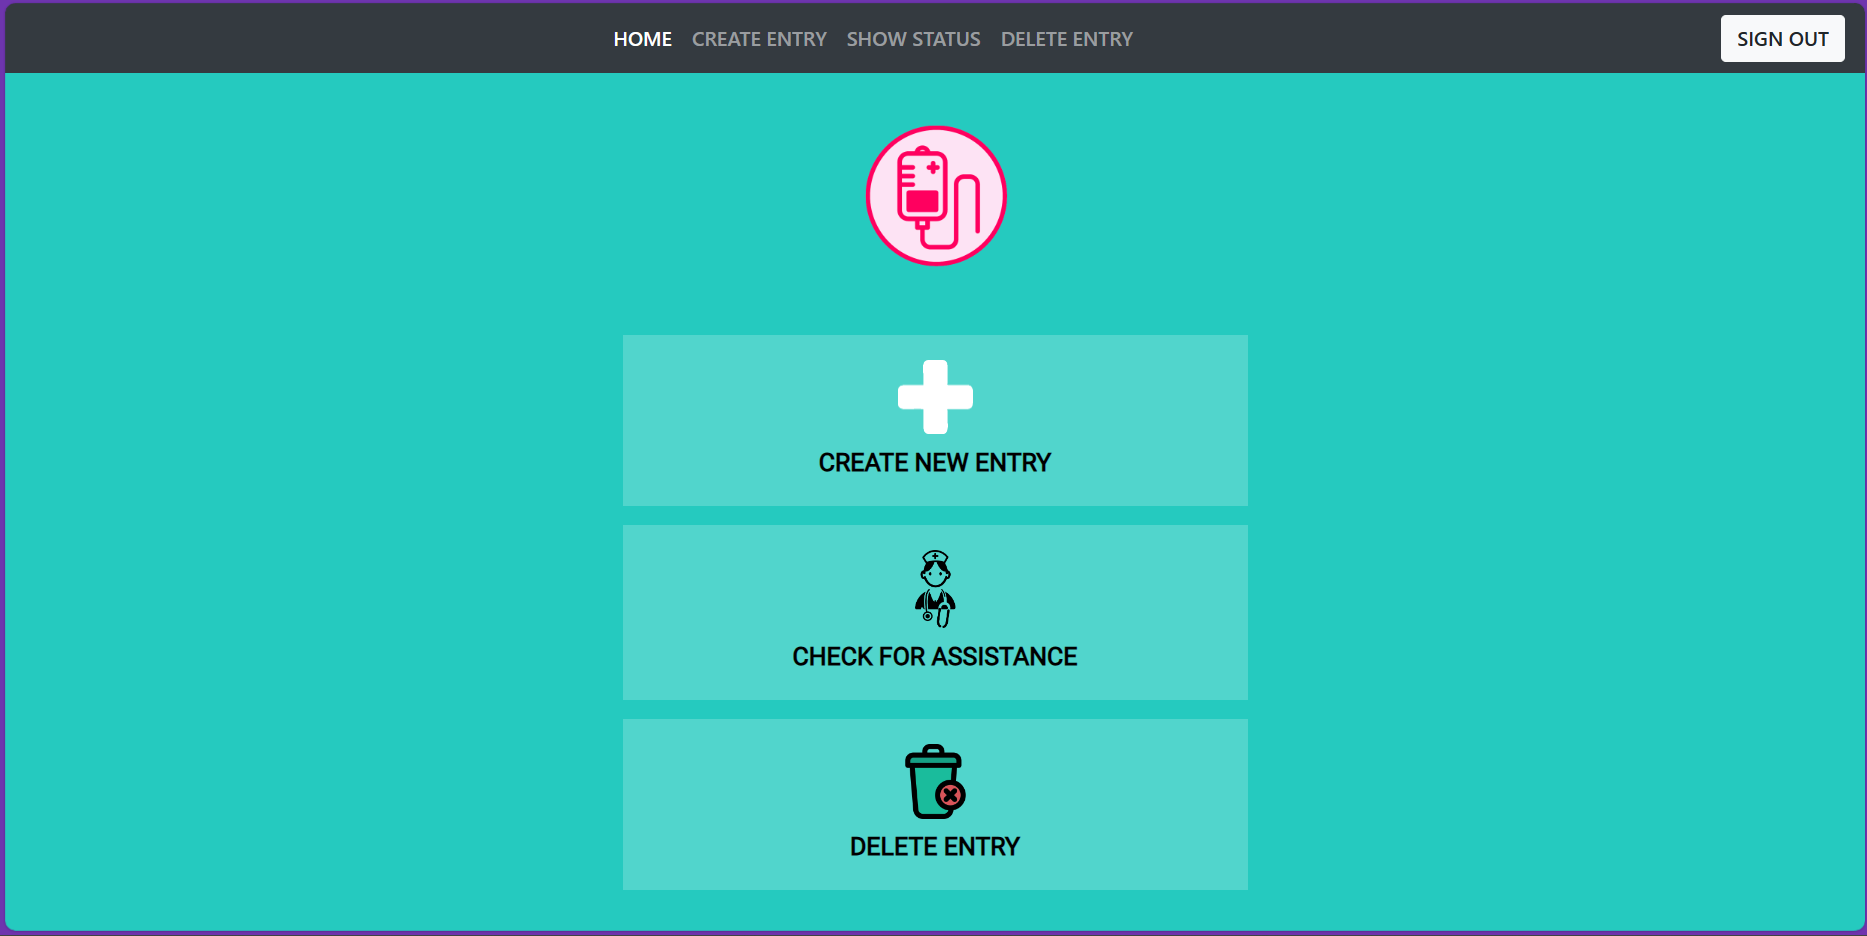 HOME CREATE ENTRY SHOW STATUS DELETE ENTRY SIGN OUT
CREATE NEW ENTRY
CHECK FOR ASSISTANCE
DELETE ENTRY